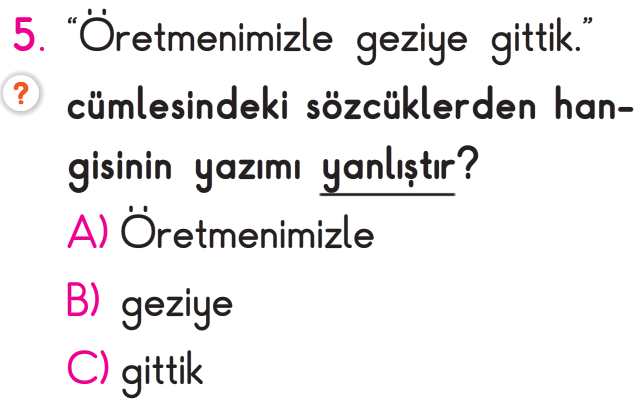 5. “Öretmenimizle geziye gittik.”
?
cümlesindeki sözcüklerden han-
gisinin yazımı yanlıştır?
A) Öretmenimizle
B) geziye
C) gittik